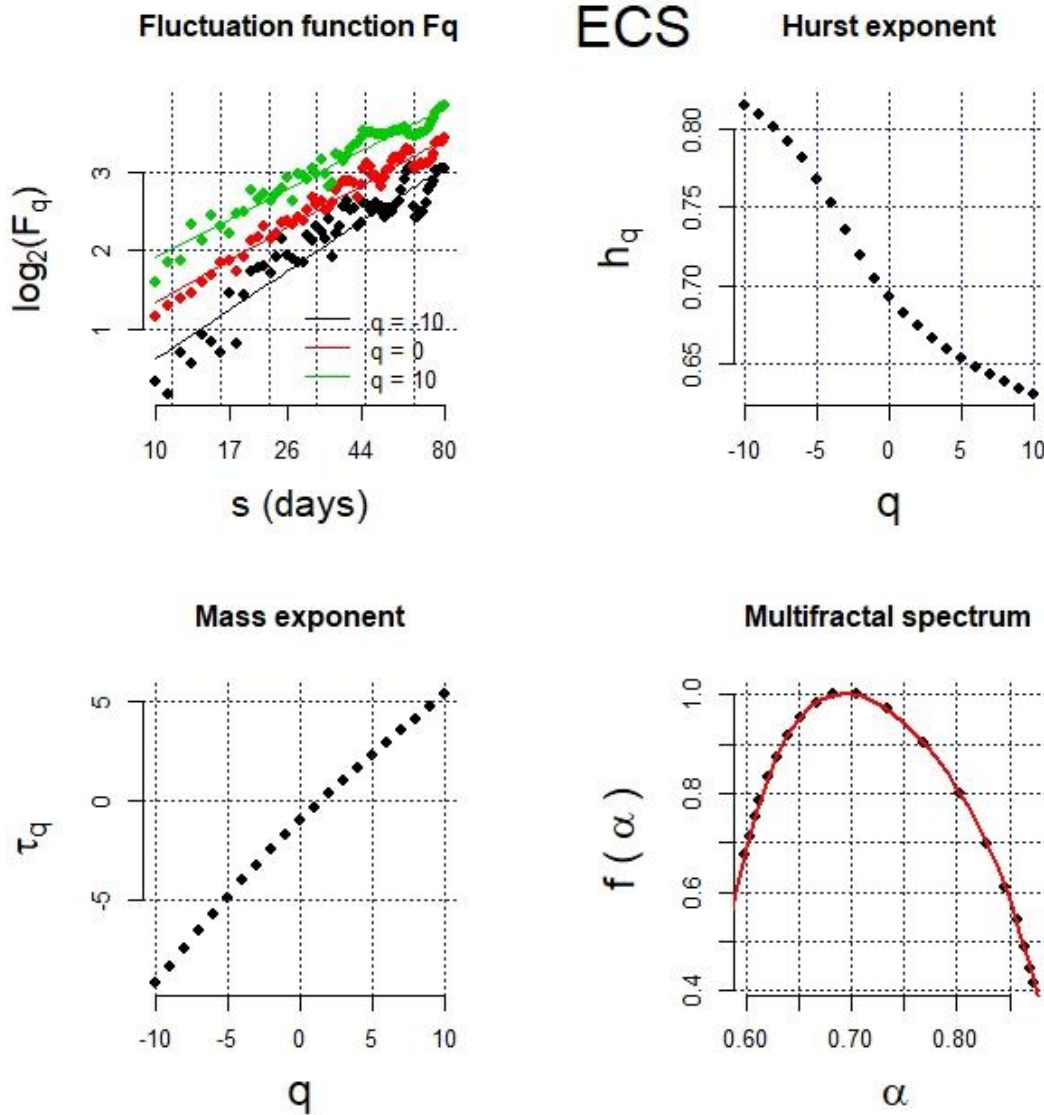 ECS
Fluctuation function Fq
log₂(F_q)
3
2
1
q = -10
q = 0
q = 10
10 17 26 44 80
s (days)
Hurst exponent
h_q
0.80
0.75
0.70
0.65
-10 -5 0 5 10
q
Mass exponent
τ_q
5
0
-5
-10 -5 0 5 10
q
Multifractal spectrum
f ( α )
1.0
0.8
0.6
0.4
0.60 0.70 0.80
α